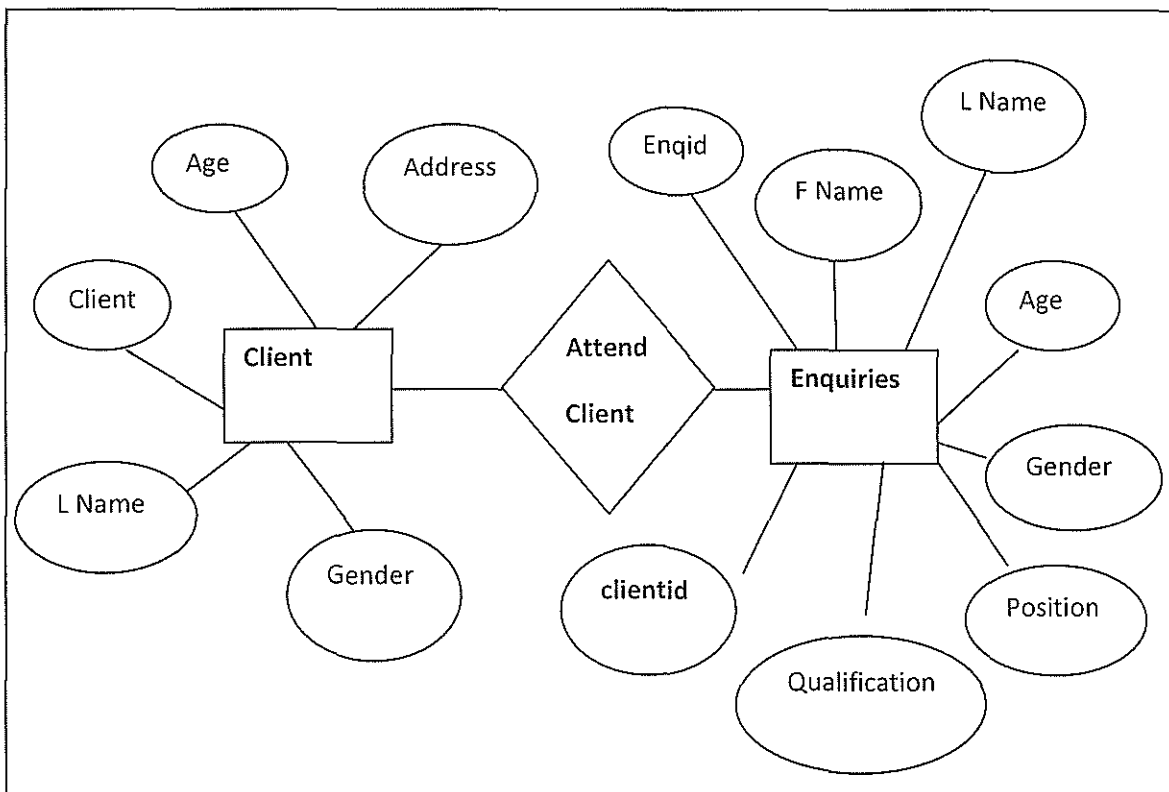 L Name
Enqid
Age
Address
F Name
Client
Age
Client
Attend
Client
Enquiries
L Name
Gender
Gender
clientid
Position
Qualification